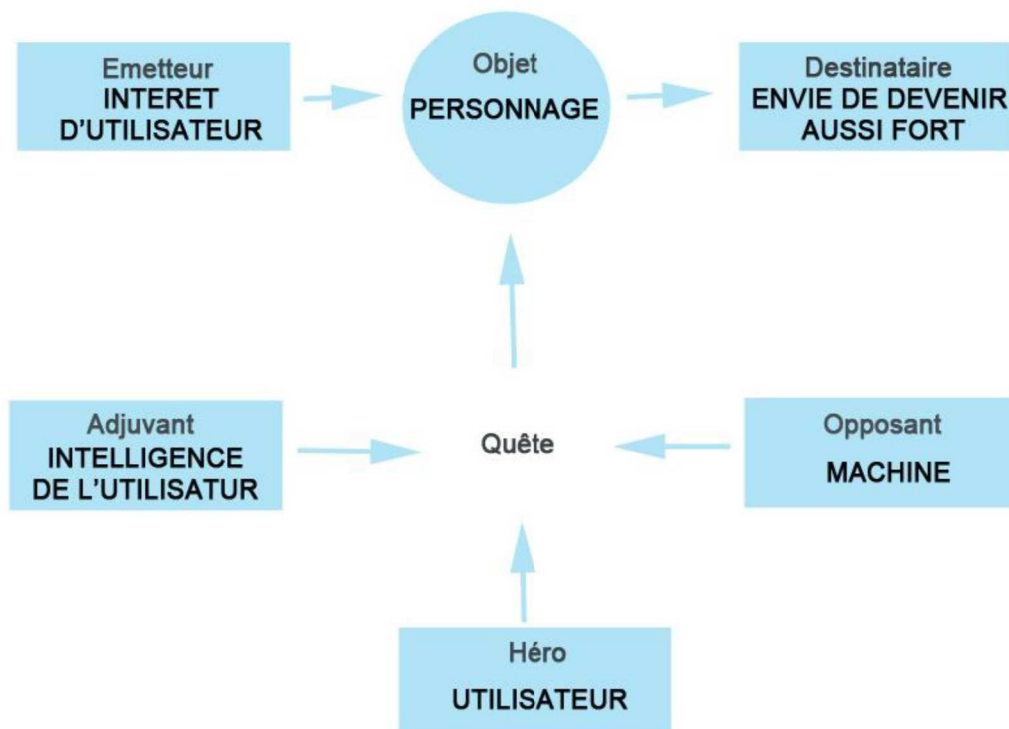 Emetteur
INTERET
D'UTILISATEUR
Objet
PERSONNAGE
Destinataire
ENVIE DE DEVENIR
AUSSI FORT
Adjuvant
INTELLIGENCE
DE L'UTILISATUR
Quête
Opposant
MACHINE
Héro
UTILISATEUR